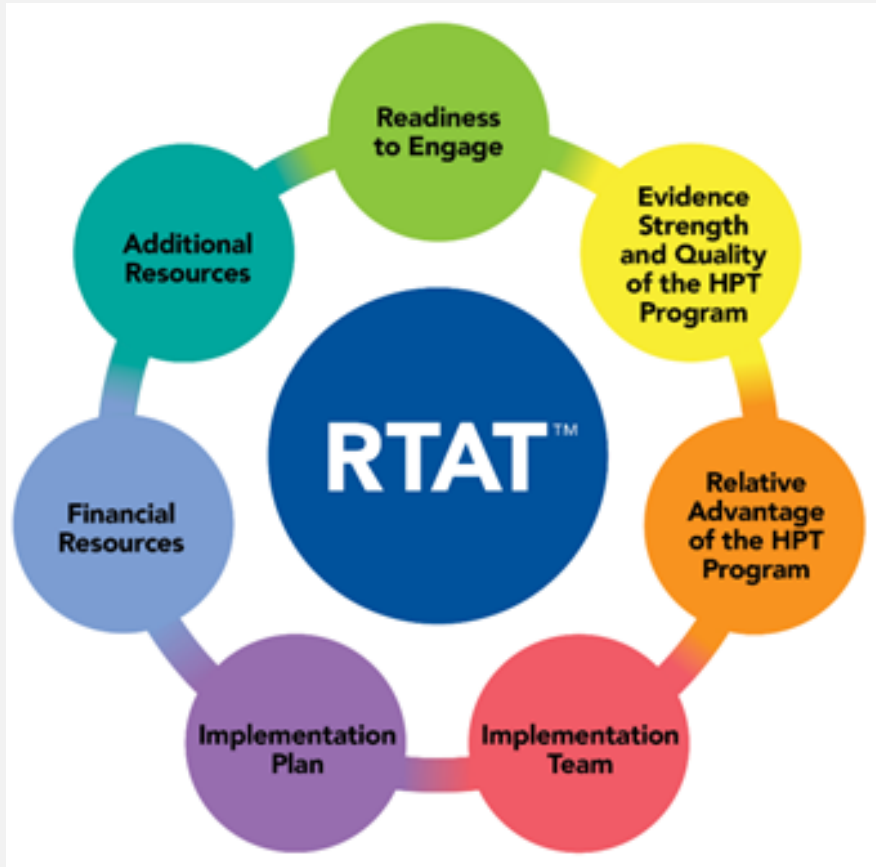 Readiness
to Engage
Evidence
Strength
and Quality
of the HPT
Program
Relative
Advantage
of the HPT
Program
Implementation
Team
Implementation
Plan
Financial
Resources
Additional
Resources
RTAT™